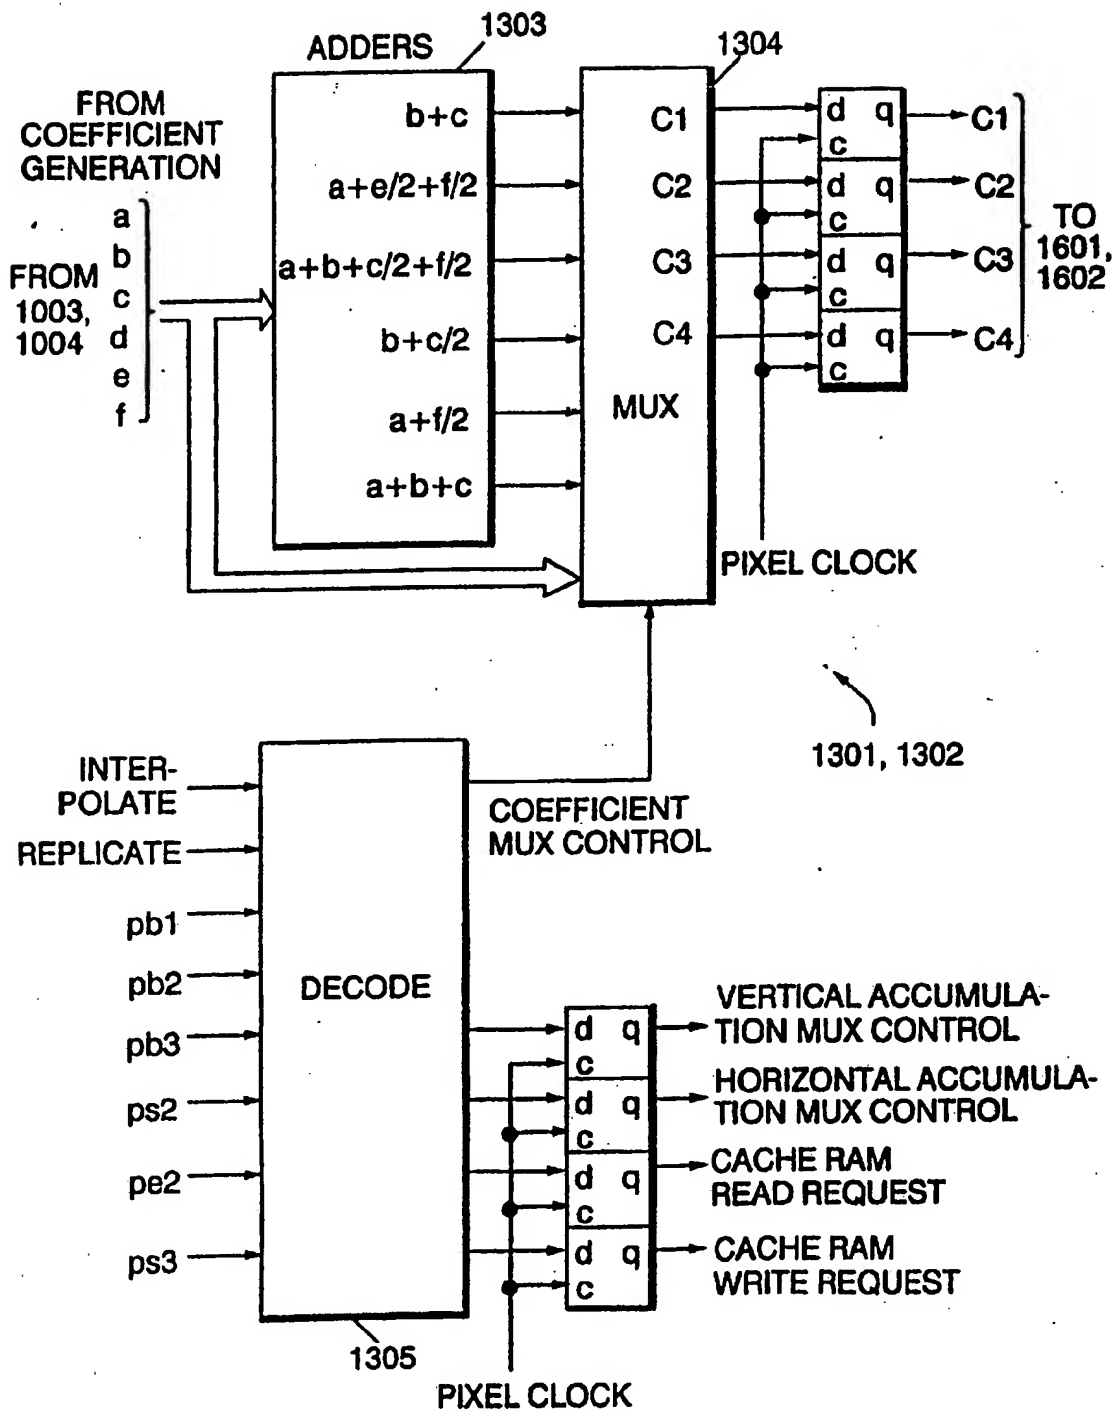 ADDERS
1303
1304
FROM
COEFFICIENT
GENERATION
a
b
c
d
e
f
FROM
1003,
1004
b+c
a+e/2+f/2
a+b+c/2+f/2
b+c/2
a+f/2
a+b+c
C1
C2
C3
C4
MUX
d q
c
d q
c
d q
c
d q
c
C1
C2
C3
C4
TO
1601,
1602
PIXEL CLOCK
1301, 1302
INTER-
POLATE
REPLICATE
pb1
pb2
pb3
ps2
pe2
ps3
DECODE
1305
COEFFICIENT
MUX CONTROL
d q
c
d q
c
d q
c
d q
c
VERTICAL ACCUMULA-
TION MUX CONTROL
HORIZONTAL ACCUMULA-
TION MUX CONTROL
CACHE RAM
READ REQUEST
CACHE RAM
WRITE REQUEST
PIXEL CLOCK